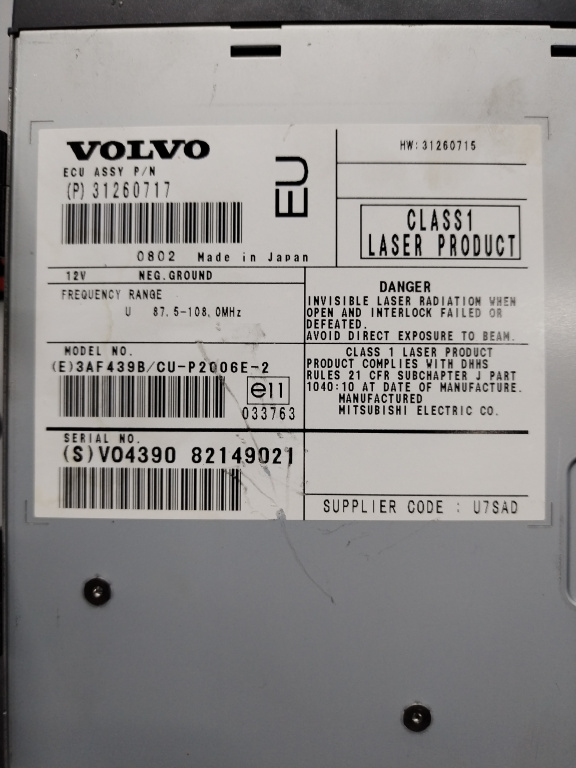 VOLVO
ECU ASSY P/N
(P) 31260717
EU
0802 Made in Japan
HW: 31260715
CLASS1
LASER PRODUCT
12V NEG.GROUND
FREQUENCY RANGE
U 87.5-108.0MHz
DANGER
INVISIBLE LASER RADIATION WHEN
OPEN AND INTERLOCK FAILED OR
DEFEATED.
AVOID DIRECT EXPOSURE TO BEAM.
MODEL NO.
(E)3AF439B/CU-P2006E-2
e11
033763
CLASS 1 LASER PRODUCT
PRODUCT COMPLIES WITH DHHS
RULES 21 CFR SUBCHAPTER J PART
1040:10 AT DATE OF MANUFACTURE.
MANUFACTURED
MITSUBISHI ELECTRIC CO.
SERIAL NO.
(S)VO4390 82149021
SUPPLIER CODE : U7SAD